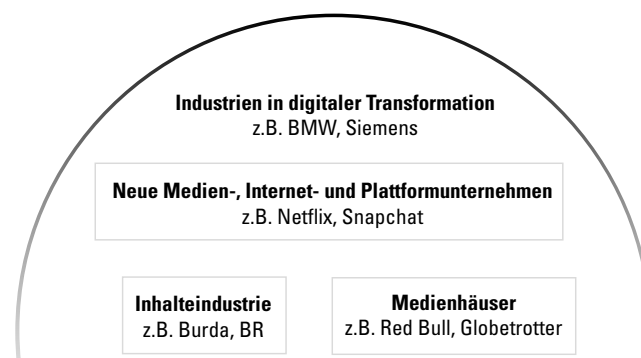 Industrien in digitaler Transformation
z.B. BMW, Siemens
Neue Medien-, Internet- und Plattformunternehmen
z.B. Netflix, Snapchat
Inhalteindustrie
z.B. Burda, BR
Medienhäuser
z.B. Red Bull, Globetrotter